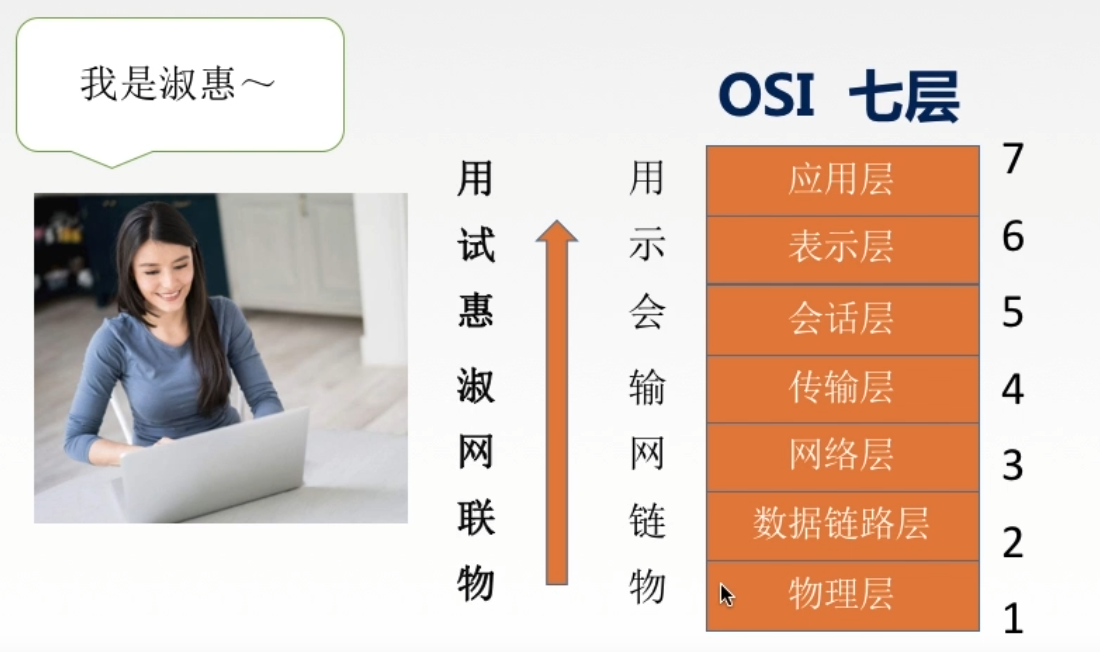 我是淑惠～
OSI 七层
用 用 应用层 7
试 示 表示层 6
惠 会 会话层 5
淑 输 传输层 4
网 网 网络层 3
联 链 数据链路层 2
物 物 物理层 1